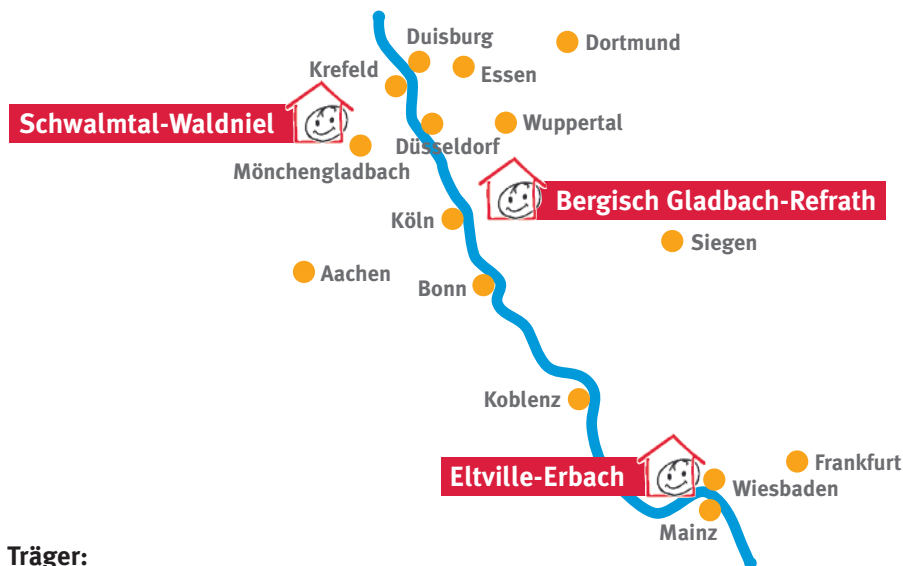 Duisburg
Dortmund
Krefeld
Essen
Schwalmtal-Waldniel
Wuppertal
Düsseldorf
Mönchengladbach
Bergisch Gladbach-Refrath
Köln
Siegen
Aachen
Bonn
Koblenz
Frankfurt
Eltville-Erbach
Wiesbaden
Mainz
Träger: